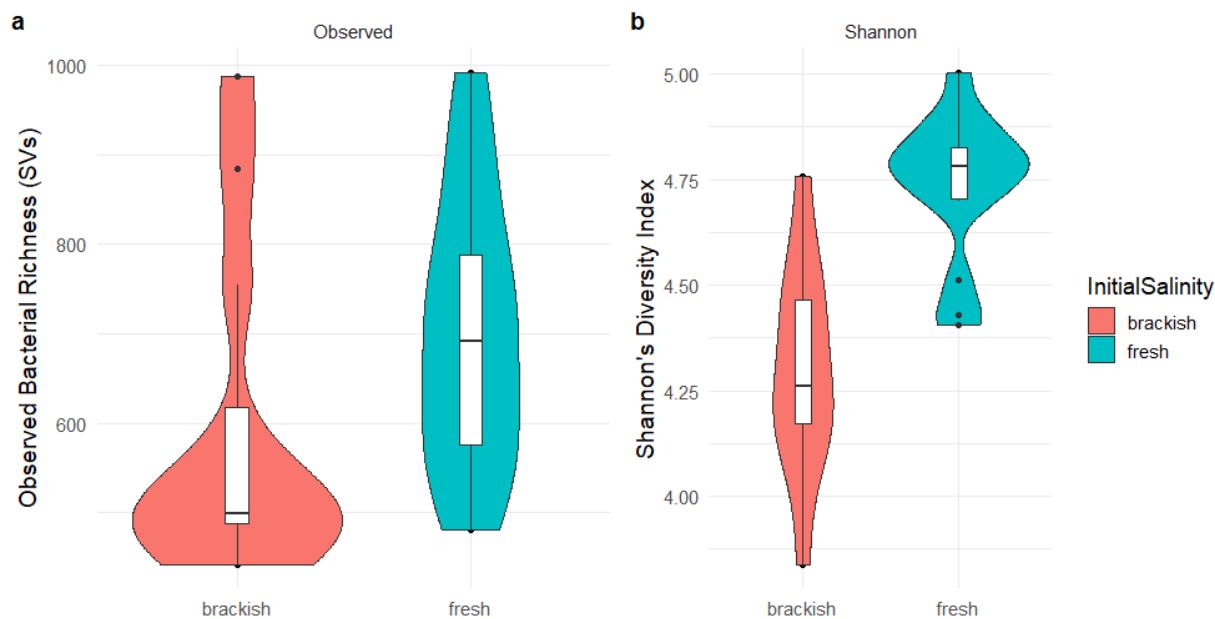 a
Observed
Observed Bacterial Richness (SVs)
1000
800
600
brackish
fresh
b
Shannon
Shannon's Diversity Index
5.00
4.75
4.50
4.25
4.00
brackish
fresh
InitialSalinity
brackish
fresh